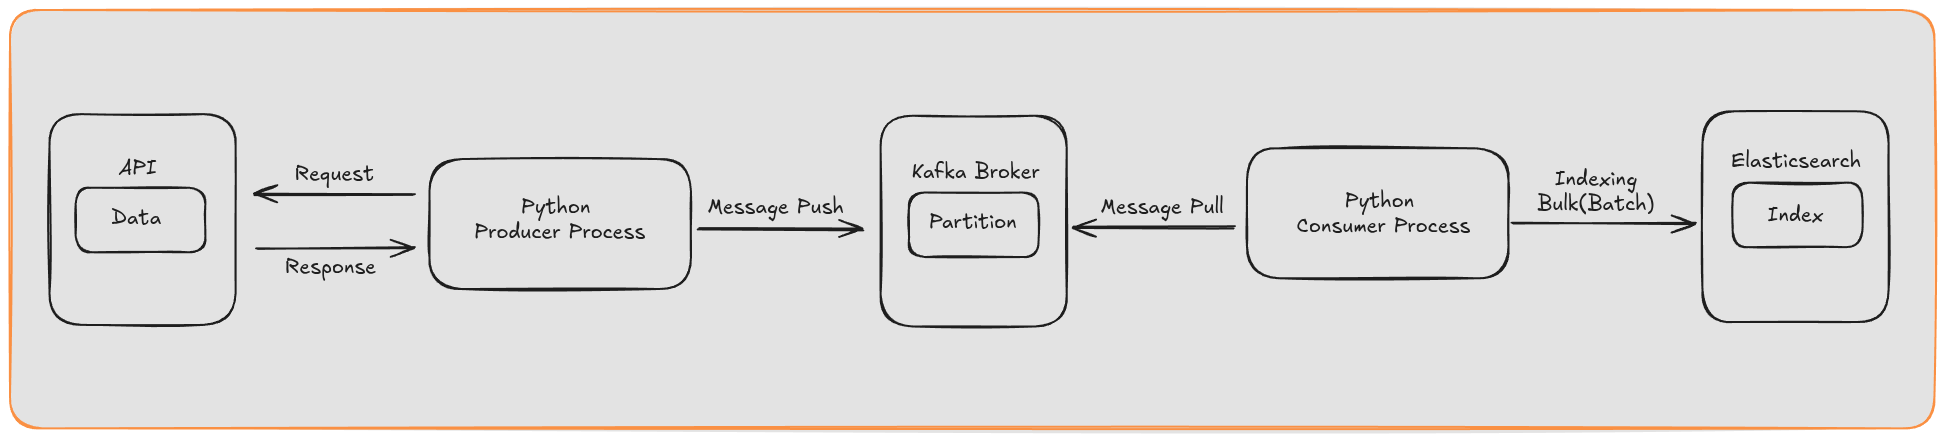 API
Data
Request
Response
Python
Producer Process
Message Push
Kafka Broker
Partition
Message Pull
Python
Consumer Process
Indexing
Bulk(Batch)
Elasticsearch
Index